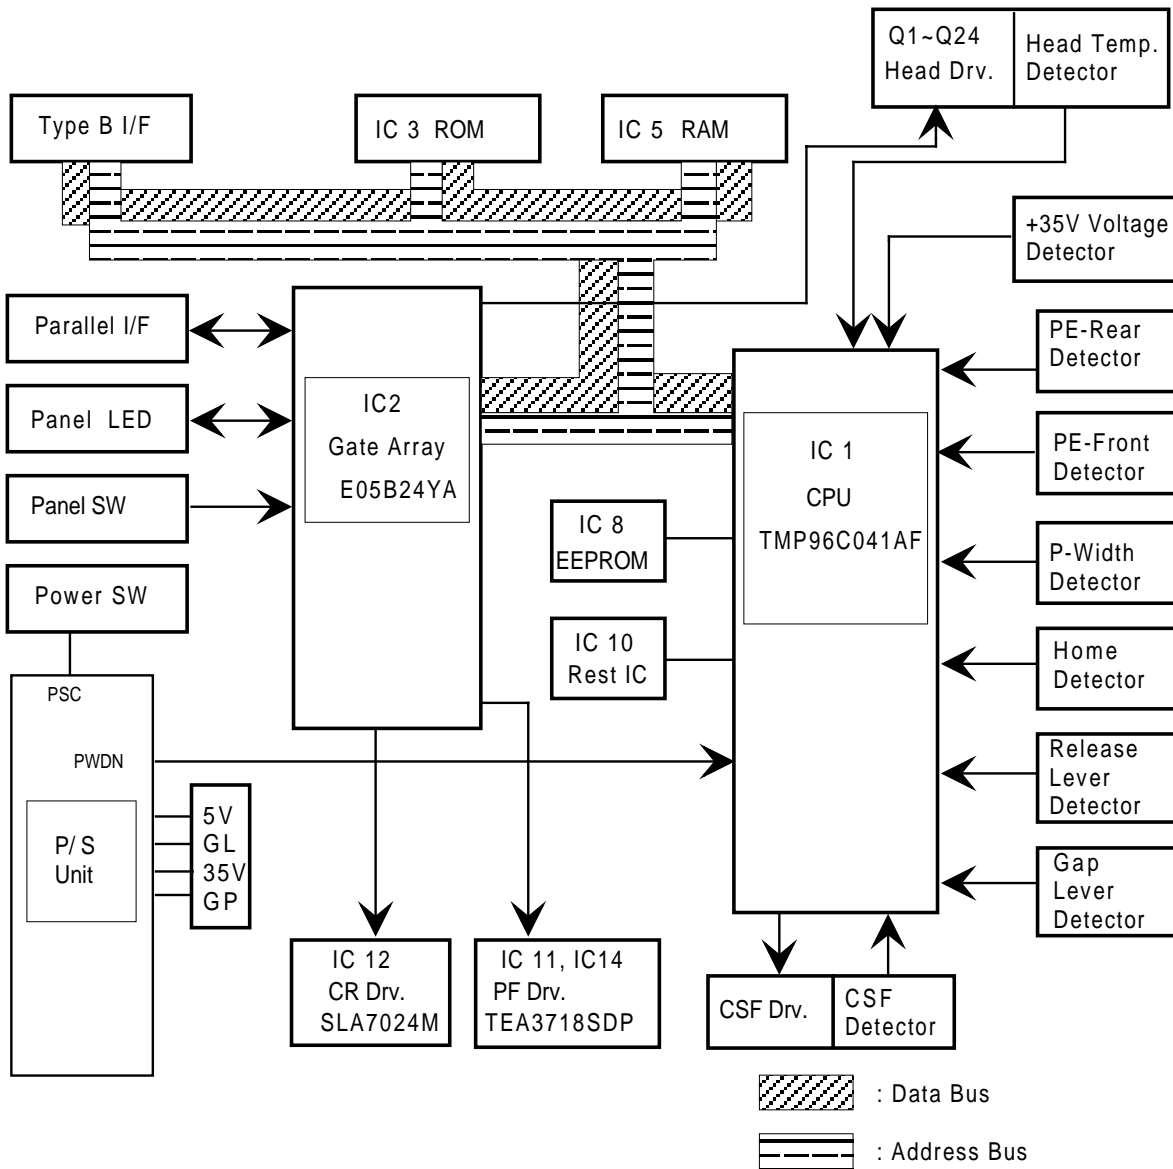 Q1~Q24
Head Drv.
Head Temp.
Detector
Type B I/F
IC 3 ROM
IC 5 RAM
+35V Voltage
Detector
Parallel I/F
PE-Rear
Detector
IC2
Gate Array
E05B24YA
Panel LED
PE-Front
Detector
IC 1
CPU
TMP96C041AF
Panel SW
IC 8
EEPROM
P-Width
Detector
Power SW
IC 10
Rest IC
Home
Detector
PSC
PWDN
Release
Lever
Detector
P/ S
Unit
5V
GL
35V
GP
Gap
Lever
Detector
IC 12
CR Drv.
SLA7024M
IC 11, IC14
PF Drv.
TEA3718SDP
CSF Drv.
CSF
Detector
: Data Bus
: Address Bus